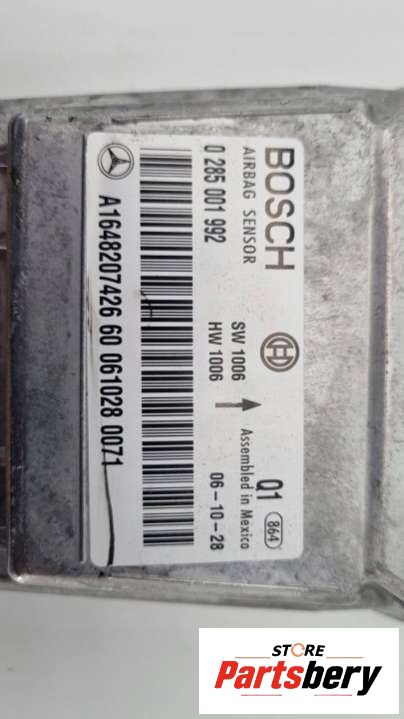 BOSCH
AIRBAG SENSOR
0 285 001 992
SW 1006
HW 1006
Q1
864
Assembled in Mexico
06-10-28
A1648207426 60 061028 0071
STORE
Partsbery